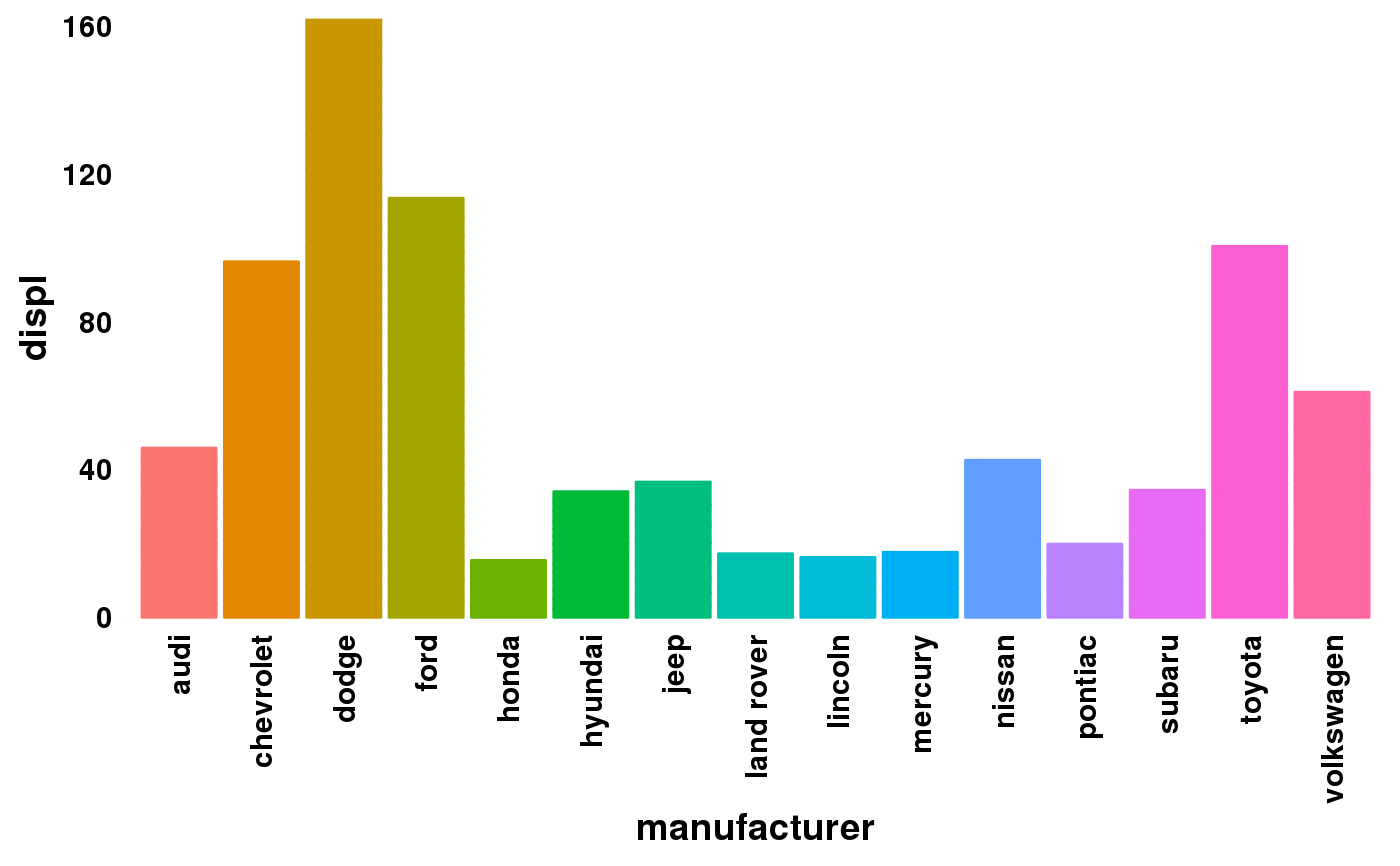 160
120
80
40
0
displ
audi
chevrolet
dodge
ford
honda
hyundai
jeep
land rover
lincoln
mercury
nissan
pontiac
subaru
toyota
volkswagen
manufacturer